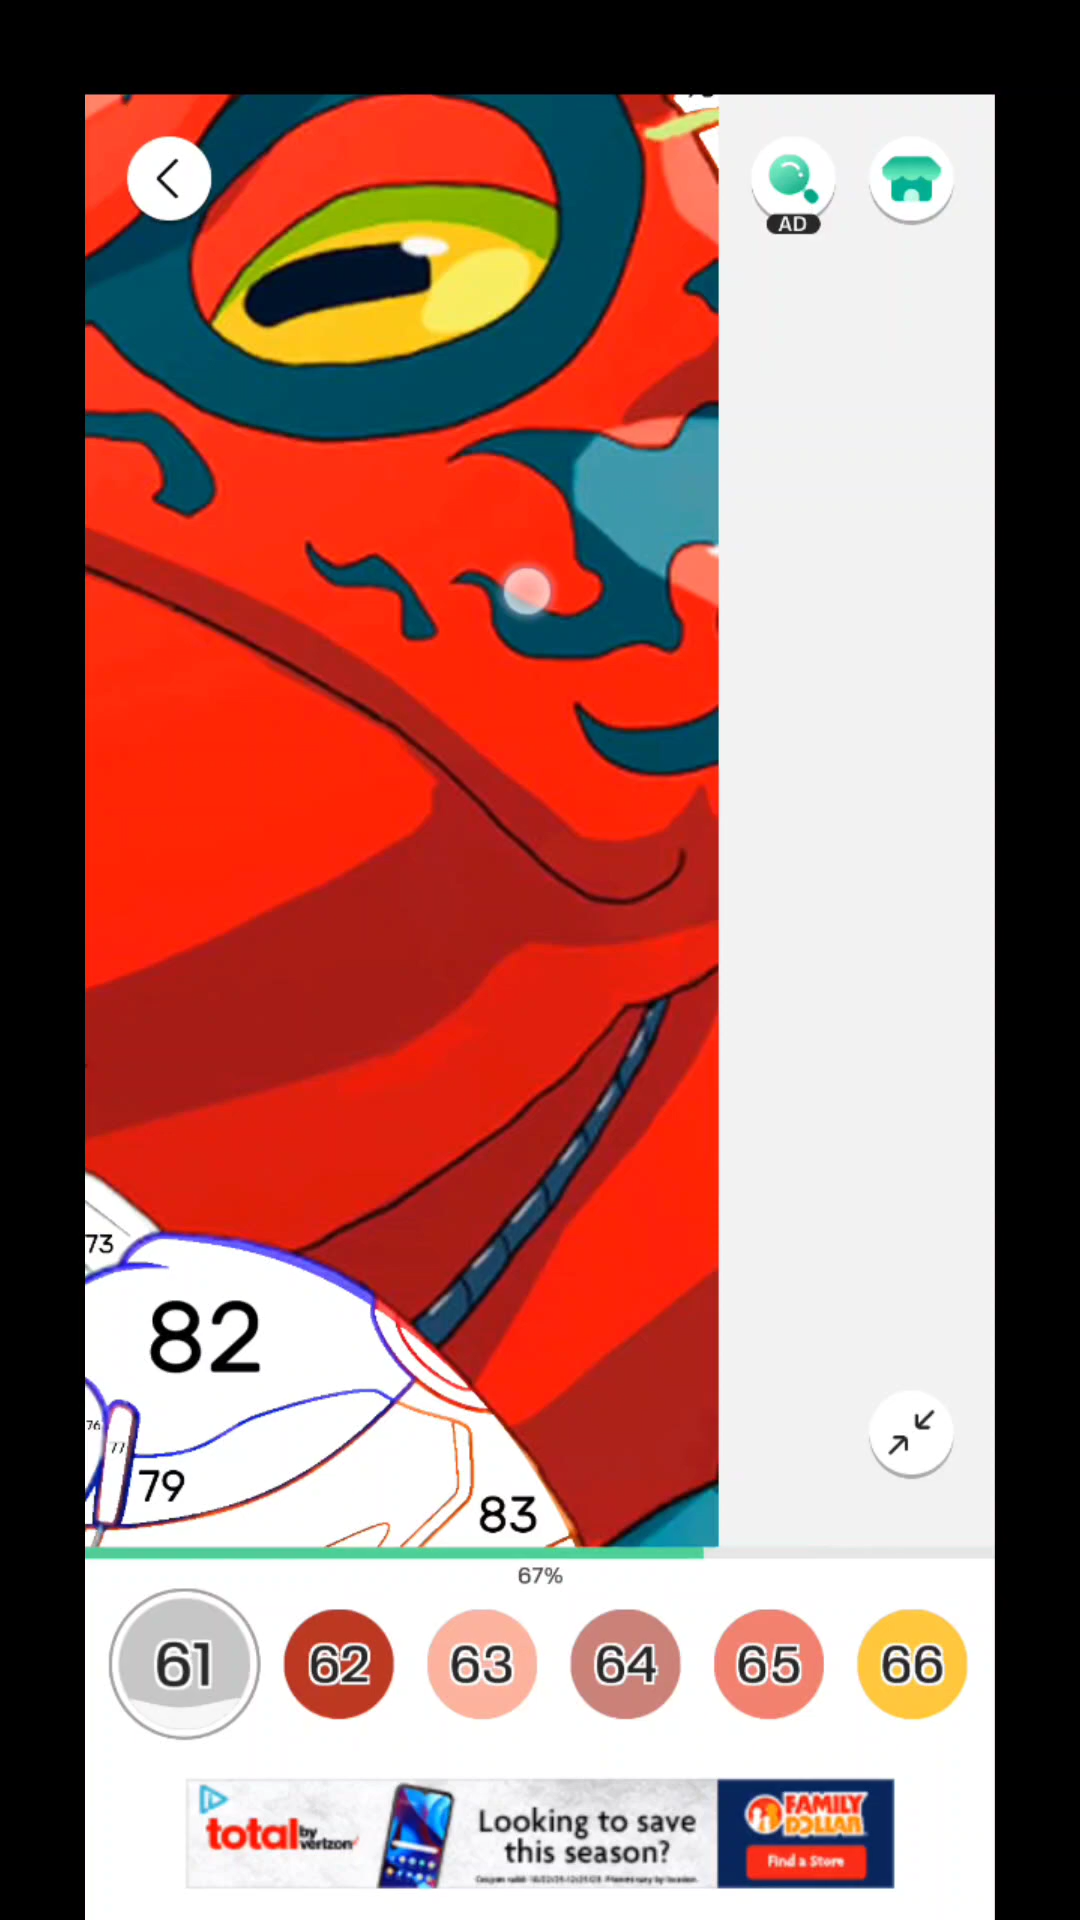 AD
73
82
76
77
79
83
67%
61 62 63 64 65 66
total by verizon
Looking to save
this season?
FAMILY
DOLLAR
Find a Store